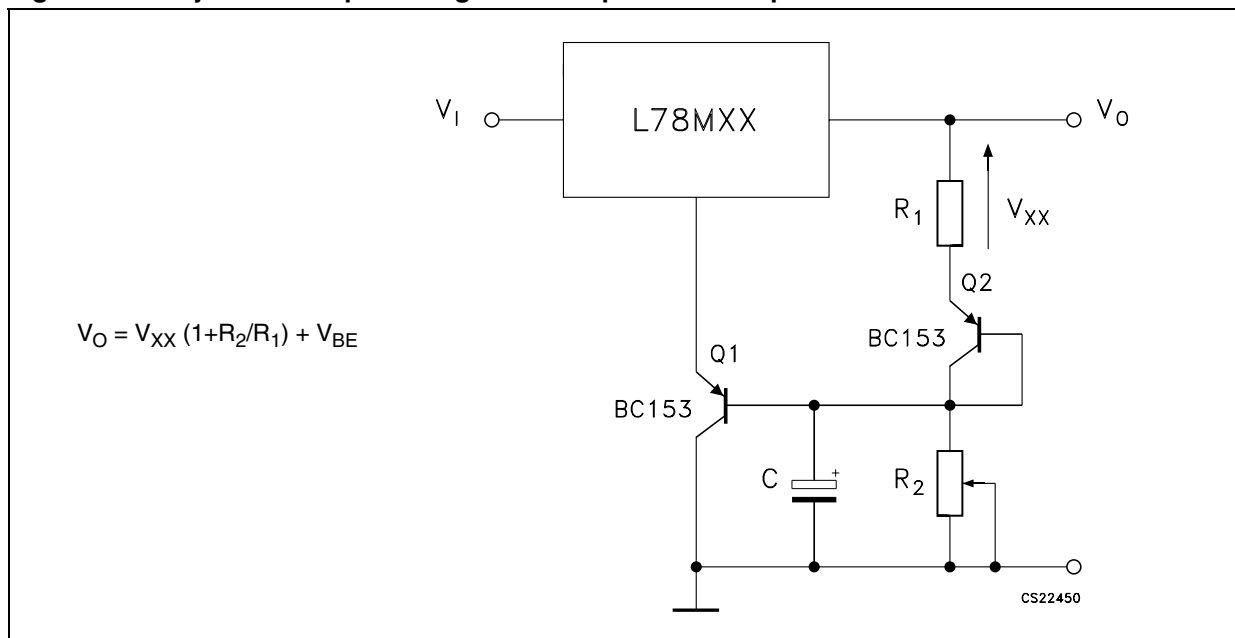 L78MXX
V_I
V_O
R_1
V_XX
Q2
BC153
V_O = V_XX (1+R_2/R_1) + V_BE
Q1
BC153
+
C
R_2
CS22450